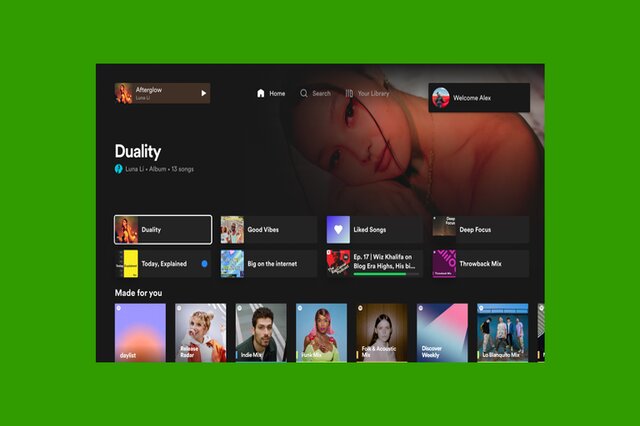 Afterglow
Luna Li
Home
Search
Your Library
Welcome Alex
Duality
Luna Li • Album • 13 songs
Duality
Good Vibes
Liked Songs
Deep Focus
Deep
Focus
Today, Explained
Big on the internet
Ep. 17 | Wiz Khalifa on
Blog Era Highs, His bi...
Throwback Mix
Throwback Mix
Made for you
daylist
Release
Radar
Indie Mix
Funk Mix
Folk & Acoustic
Mix
Discover
Weekly
Lo Blanquito Mix